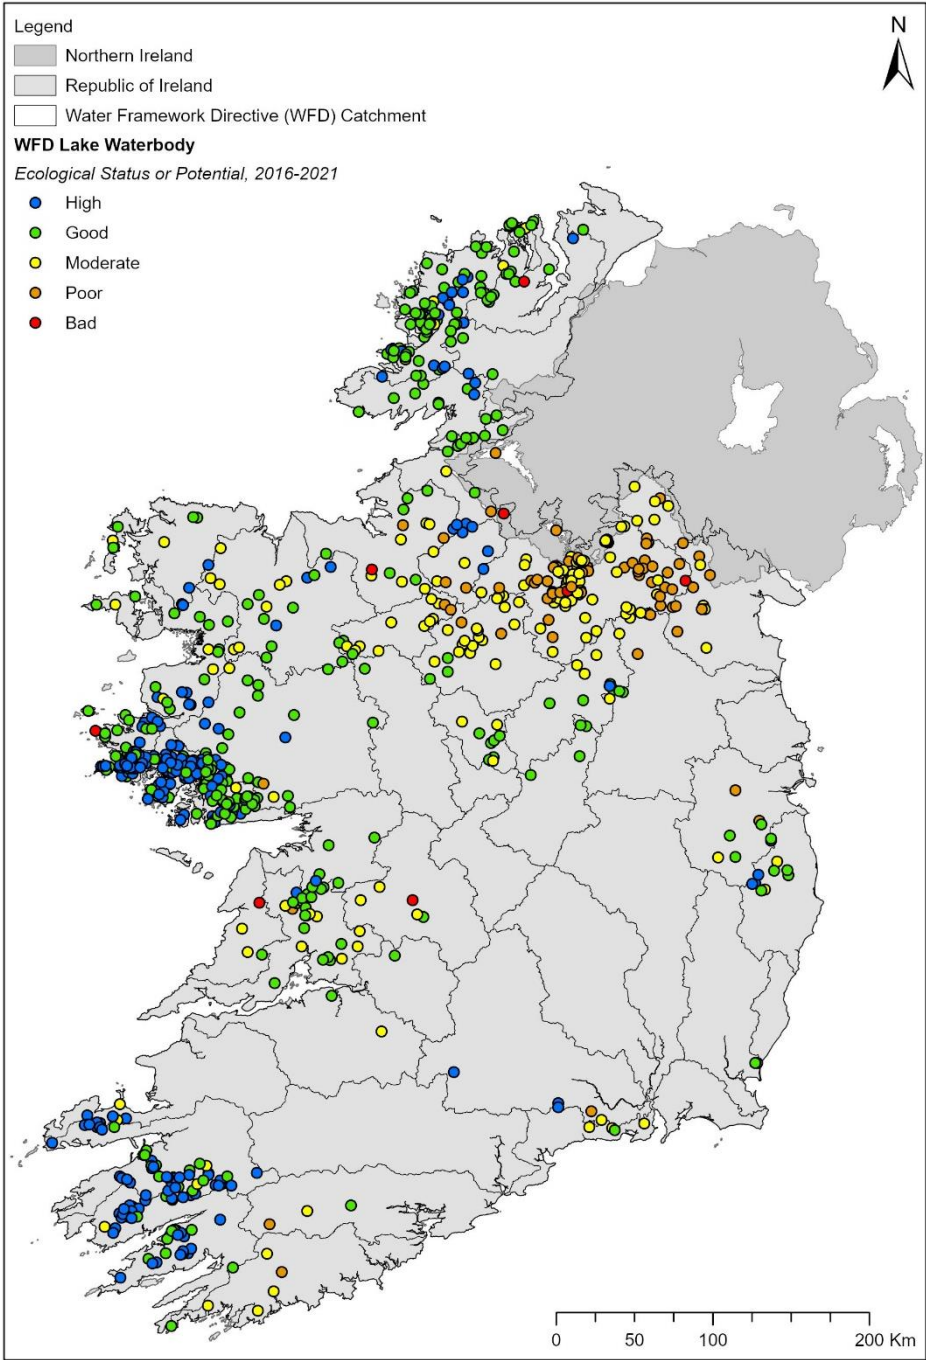 Legend
N
Northern Ireland
Republic of Ireland
Water Framework Directive (WFD) Catchment
WFD Lake Waterbody
Ecological Status or Potential, 2016-2021
High
Good
Moderate
Poor
Bad
0 50 100 200 Km